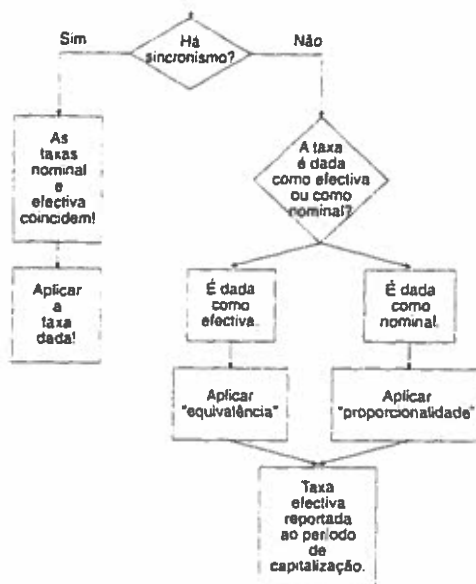 Sim
Há
sincronismo?
Não
As
taxas
nominal
e
efectiva
coincidem!
Aplicar
a
taxa
dada!
A taxa
é dada
como efectiva
ou como
nominal?
É dada
como
efectiva.
É dada
como
nominal.
Aplicar
"equivalência"
Aplicar
"proporcionalidade"
Taxa
efectiva
reportada
ao período
de
capitalização.